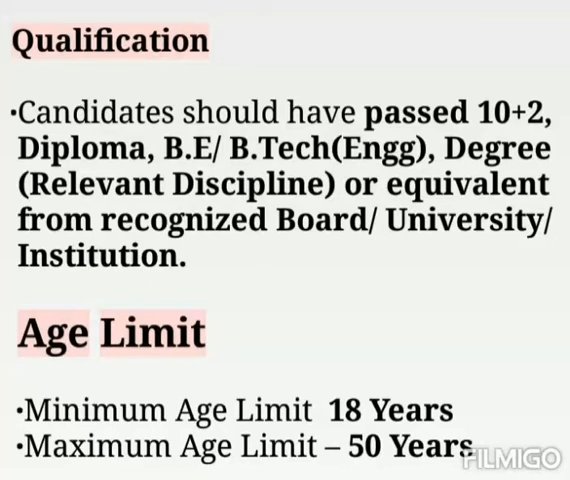 Qualification
·Candidates should have passed 10+2,
Diploma, B.E/ B.Tech(Engg), Degree
(Relevant Discipline) or equivalent
from recognized Board/ University/
Institution.
Age Limit
·Minimum Age Limit 18 Years
·Maximum Age Limit – 50 Years
FILMIGO